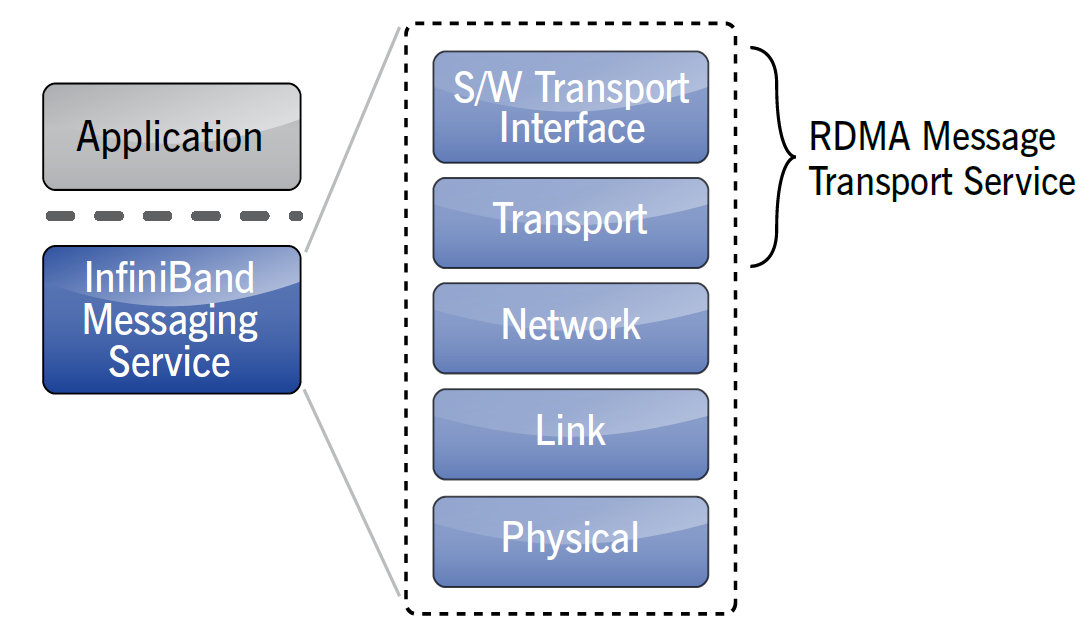 Application
InfiniBand
Messaging
Service
S/W Transport
Interface
Transport
Network
Link
Physical
RDMA Message
Transport Service